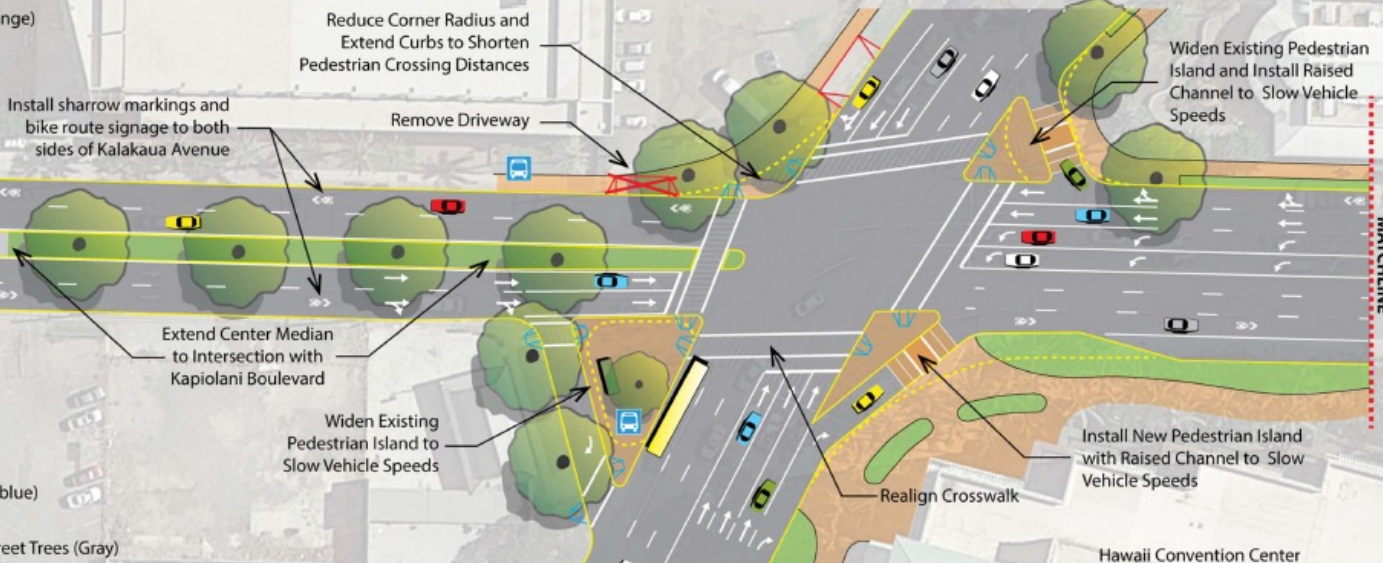 nge)
Install sharrow markings and
bike route signage to both
sides of Kalakaua Avenue
Reduce Corner Radius and
Extend Curbs to Shorten
Pedestrian Crossing Distances
Remove Driveway
Widen Existing Pedestrian
Island and Install Raised
Channel to Slow Vehicle
Speeds
MATCHLINE
Extend Center Median
to Intersection with
Kapiolani Boulevard
Widen Existing
Pedestrian Island to
Slow Vehicle Speeds
Realign Crosswalk
Install New Pedestrian Island
with Raised Channel to Slow
Vehicle Speeds
blue)
reet Trees (Gray)
Hawaii Convention Center